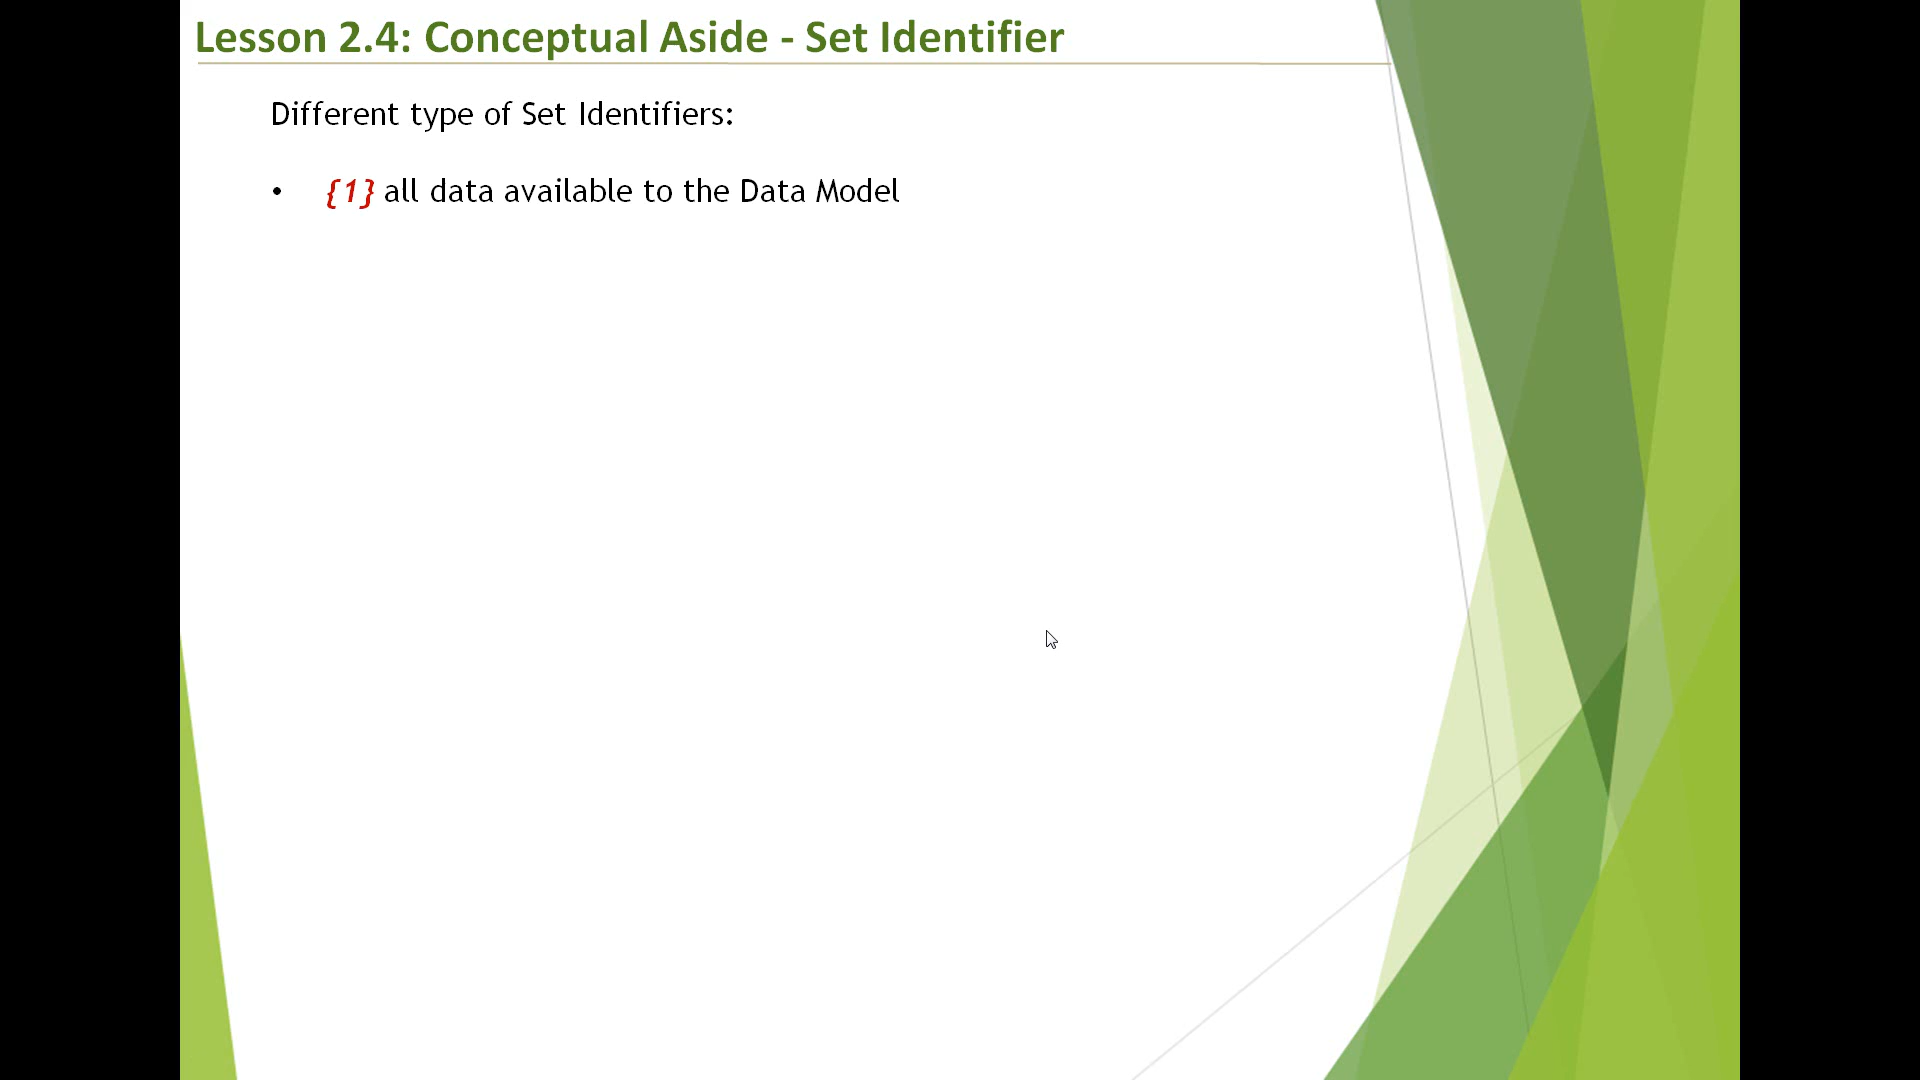 Lesson 2.4: Conceptual Aside - Set Identifier
Different type of Set Identifiers:
• {1} all data available to the Data Model